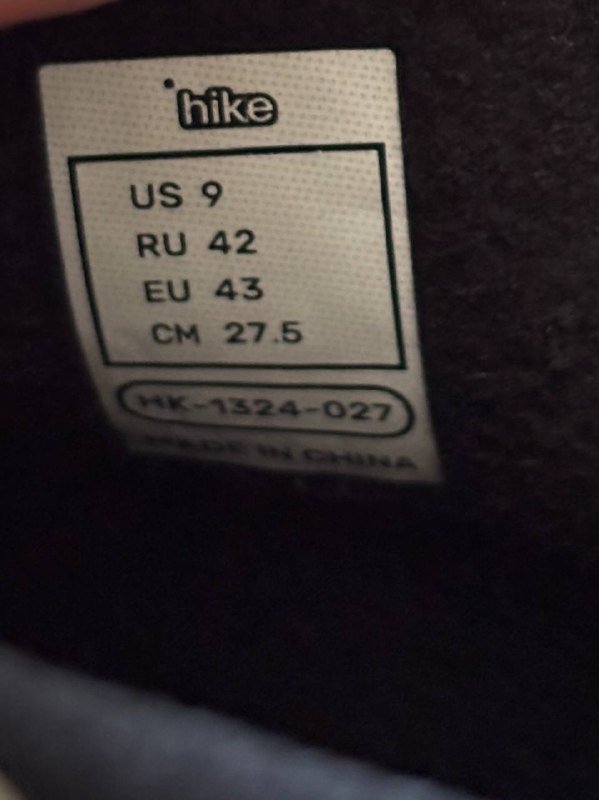 hike
US 9
RU 42
EU 43
CM 27.5
HK-1324-027
MADE IN CHINA